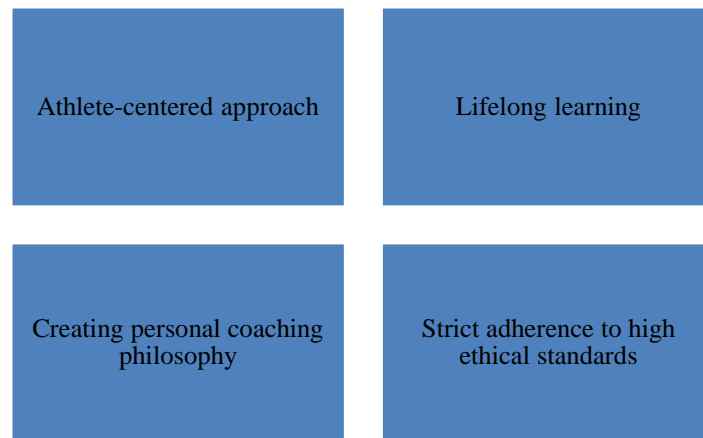 Athlete-centered approach
Lifelong learning
Creating personal coaching
philosophy
Strict adherence to high
ethical standards